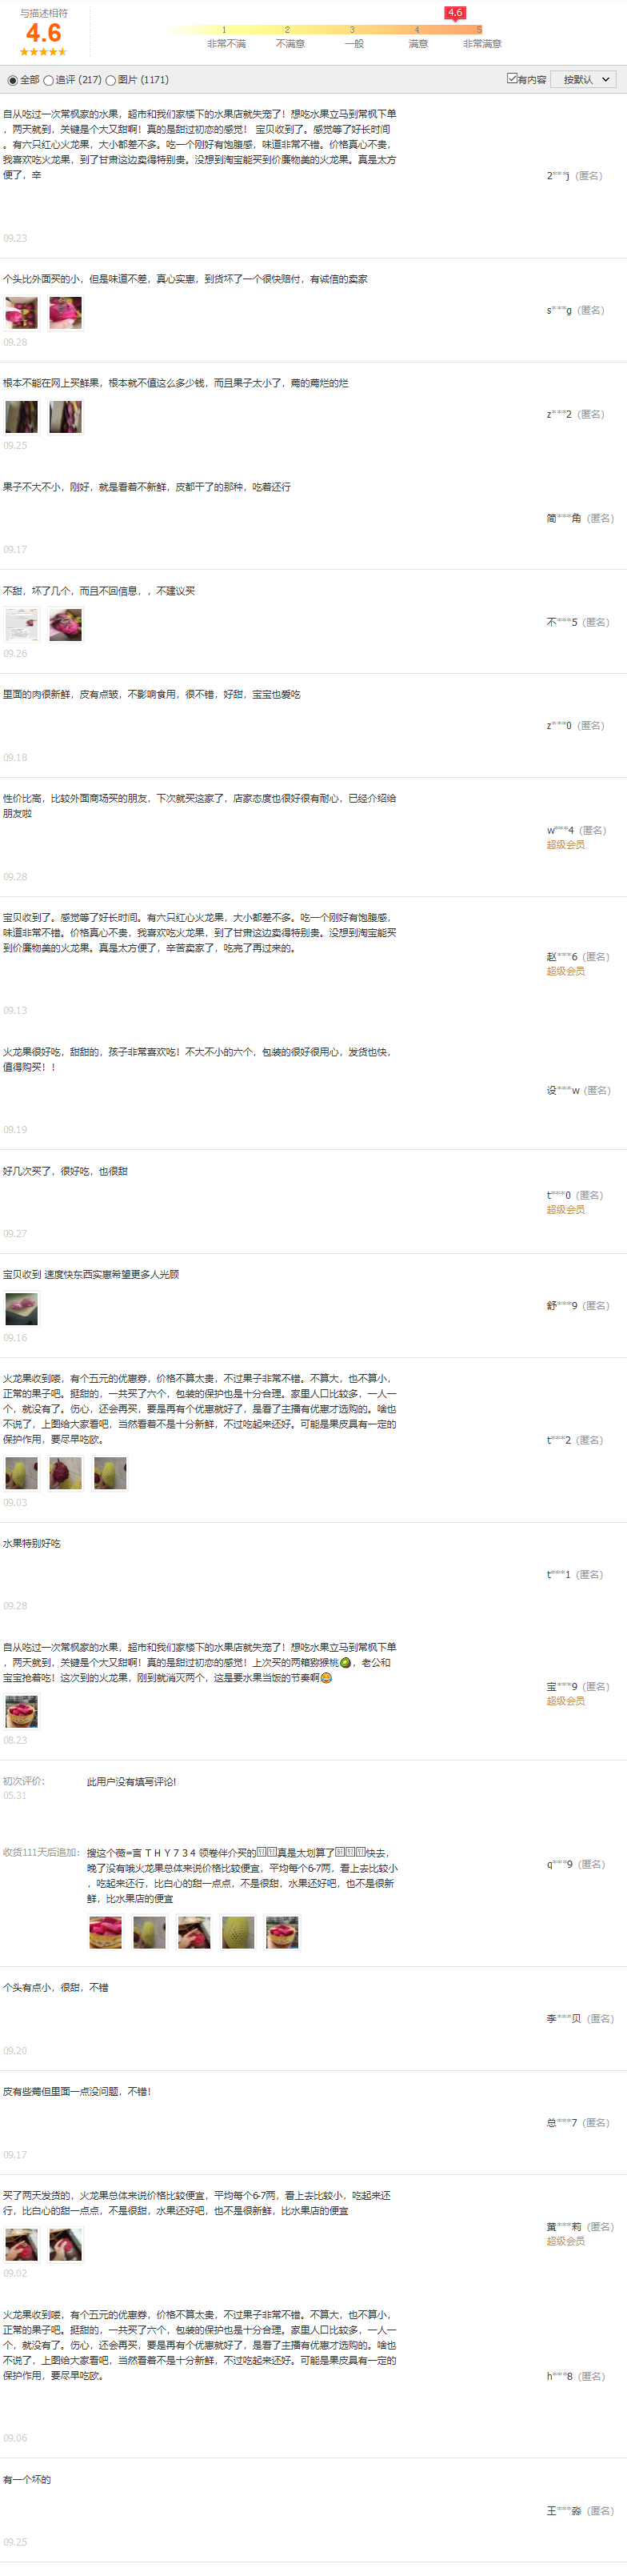 与描述相符
4.6
4.6
1 2 3 4 5
非常不满 不满意 一般 满意 非常满意
全部 追评 (217) 图片 (1171) 有内容 按默认
自从吃过一次常枫家的水果，超市和我们家楼下的水果店就失宠了！想吃水果立马到常枫下单
，两天就到，关键是个大又甜啊！真的是甜过初恋的感觉！ 宝贝收到了。感觉等了好长时间
。有六只红心火龙果，大小都差不多。吃一个刚好有饱腹感，味道非常不错。价格真心不贵，
我喜欢吃火龙果，到了甘肃这边卖得特别贵。没想到淘宝能买到价廉物美的火龙果。真是太方
便了，辛
2***j（匿名）
09.23
个头比外面买的小，但是味道不差，真心实惠，到货坏了一个很快赔付，有诚信的卖家
s***g（匿名）
09.28
根本不能在网上买鲜果，根本就不值这么多少钱，而且果子太小了，蔫的蔫烂的烂
z***2（匿名）
09.25
果子不大不小，刚好，就是看着不新鲜，皮都干了的那种，吃着还行
简***角（匿名）
09.17
不甜，坏了几个，而且不回信息，，不建议买
不***5（匿名）
09.26
里面的肉很新鲜，皮有点皱，不影响食用，很不错，好甜，宝宝也爱吃
z***0（匿名）
09.18
性价比高，比较外面商场买的朋友，下次就买这家了，店家态度也很好很有耐心，已经介绍给
朋友啦
w***4（匿名）
超级会员
09.28
宝贝收到了。感觉等了好长时间。有六只红心火龙果，大小都差不多。吃一个刚好有饱腹感，
味道非常不错。价格真心不贵，我喜欢吃火龙果，到了甘肃这边卖得特别贵。没想到淘宝能买
到价廉物美的火龙果。真是太方便了，辛苦卖家了，吃完了再过来的。
赵***6（匿名）
超级会员
09.13
火龙果很好吃，甜甜的，孩子非常喜欢吃！不大不小的六个，包装的很好很用心，发货也快，
值得购买！！
设***w（匿名）
09.19
好几次买了，很好吃，也很甜
t***0（匿名）
超级会员
09.27
宝贝收到 速度快东西实惠希望更多人光顾
舒***9（匿名）
09.16
火龙果收到喽，有个五元的优惠券，价格不算太贵，不过果子非常不错。不算大，也不算小，
正常的果子吧。挺甜的，一共买了六个，包装的保护也是十分合理。家里人口比较多，一人一
个，就没有了。伤心，还会再买，要是再有个优惠就好了，是看了主播有优惠才选购的。啥也
不说了，上图给大家看吧，当然看着不是十分新鲜，不过吃起来还好。可能是果皮具有一定的
保护作用，要尽早吃欧。
t***2（匿名）
09.03
水果特别好吃
t***1（匿名）
09.28
自从吃过一次常枫家的水果，超市和我们家楼下的水果店就失宠了！想吃水果立马到常枫下单
，两天就到，关键是个大又甜啊！真的是甜过初恋的感觉！上次买的两箱猕猴桃🥝，老公和
宝宝抢着吃！这次到的火龙果，刚到就消灭两个，这是要水果当饭的节奏啊😄
宝***9（匿名）
超级会员
08.23
初次评价： 此用户没有填写评论!
05.31
收货111天后追加： 搜这个薇=言 T H Y 7 3 4 领卷伴介买的真是太划算了快去，
晚了没有哦火龙果总体来说价格比较便宜，平均每个6-7两，看上去比较小
，吃起来还行，比白心的甜一点点，不是很甜，水果还好吧，也不是很新
鲜，比水果店的便宜
q***9（匿名）
个头有点小，很甜，不错
李***贝（匿名）
09.20
皮有些蔫但里面一点没问题，不错！
总***7（匿名）
09.17
买了两天发货的，火龙果总体来说价格比较便宜，平均每个6-7两，看上去比较小，吃起来还
行，比白心的甜一点点，不是很甜，水果还好吧，也不是很新鲜，比水果店的便宜
黄***莉（匿名）
超级会员
09.02
火龙果收到喽，有个五元的优惠券，价格不算太贵，不过果子非常不错。不算大，也不算小，
正常的果子吧。挺甜的，一共买了六个，包装的保护也是十分合理。家里人口比较多，一人一
个，就没有了。伤心，还会再买，要是再有个优惠就好了，是看了主播有优惠才选购的。啥也
不说了，上图给大家看吧，当然看着不是十分新鲜，不过吃起来还好。可能是果皮具有一定的
保护作用，要尽早吃欧。
h***8（匿名）
09.06
有一个坏的
王***淼（匿名）
09.25